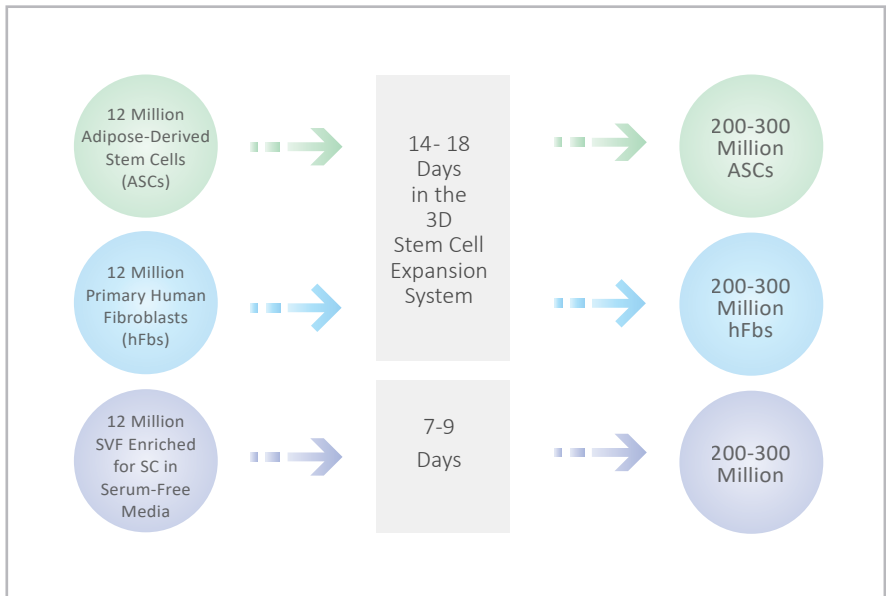 12 Million
Adipose-Derived
Stem Cells
(ASCs)
14- 18
Days
in the
3D
Stem Cell
Expansion
System
200-300
Million
ASCs
12 Million
Primary Human
Fibroblasts
(hFbs)
200-300
Million
hFbs
12 Million
SVF Enriched
for SC in
Serum-Free
Media
7-9
Days
200-300
Million